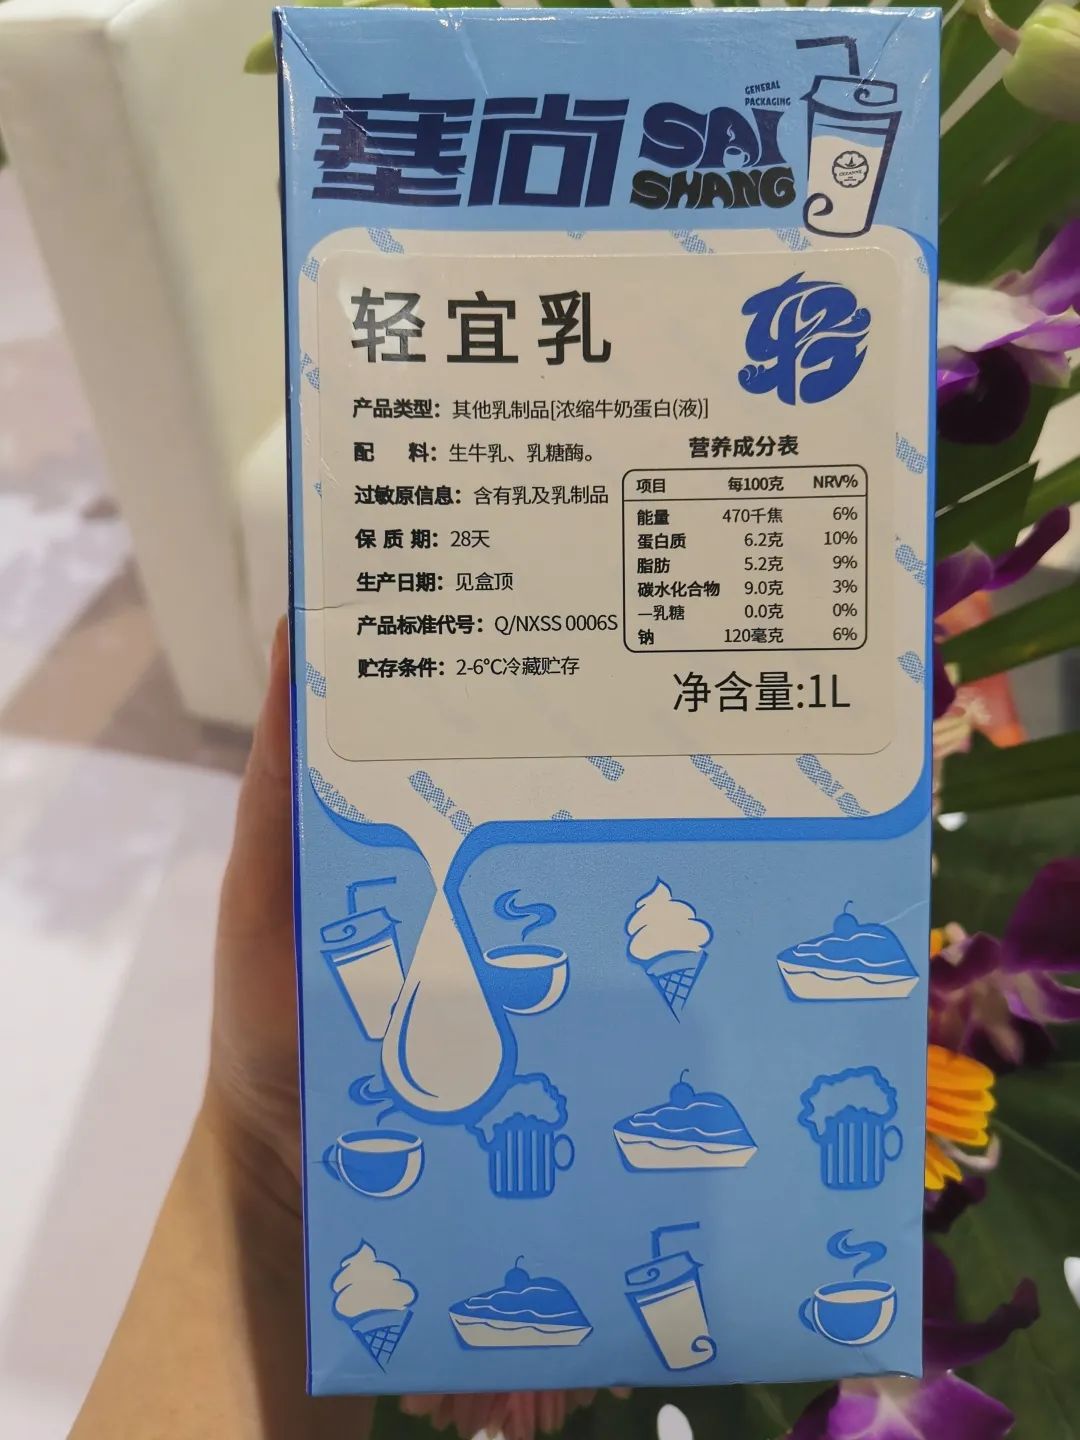 塞尚
SAI
SHANG
GENERAL
PACKAGING
轻宜乳
轻
产品类型：其他乳制品[浓缩牛奶蛋白(液)]
配 料：生牛乳、乳糖酶。
过敏原信息：含有乳及乳制品
保质期：28天
生产日期：见盒顶
产品标准代号：Q/NXSS 0006S
贮存条件：2-6℃冷藏贮存
营养成分表
项目 每100克 NRV%
能量 470千焦 6%
蛋白质 6.2克 10%
脂肪 5.2克 9%
碳水化合物 9.0克 3%
—乳糖 0.0克 0%
钠 120毫克 6%
净含量:1L